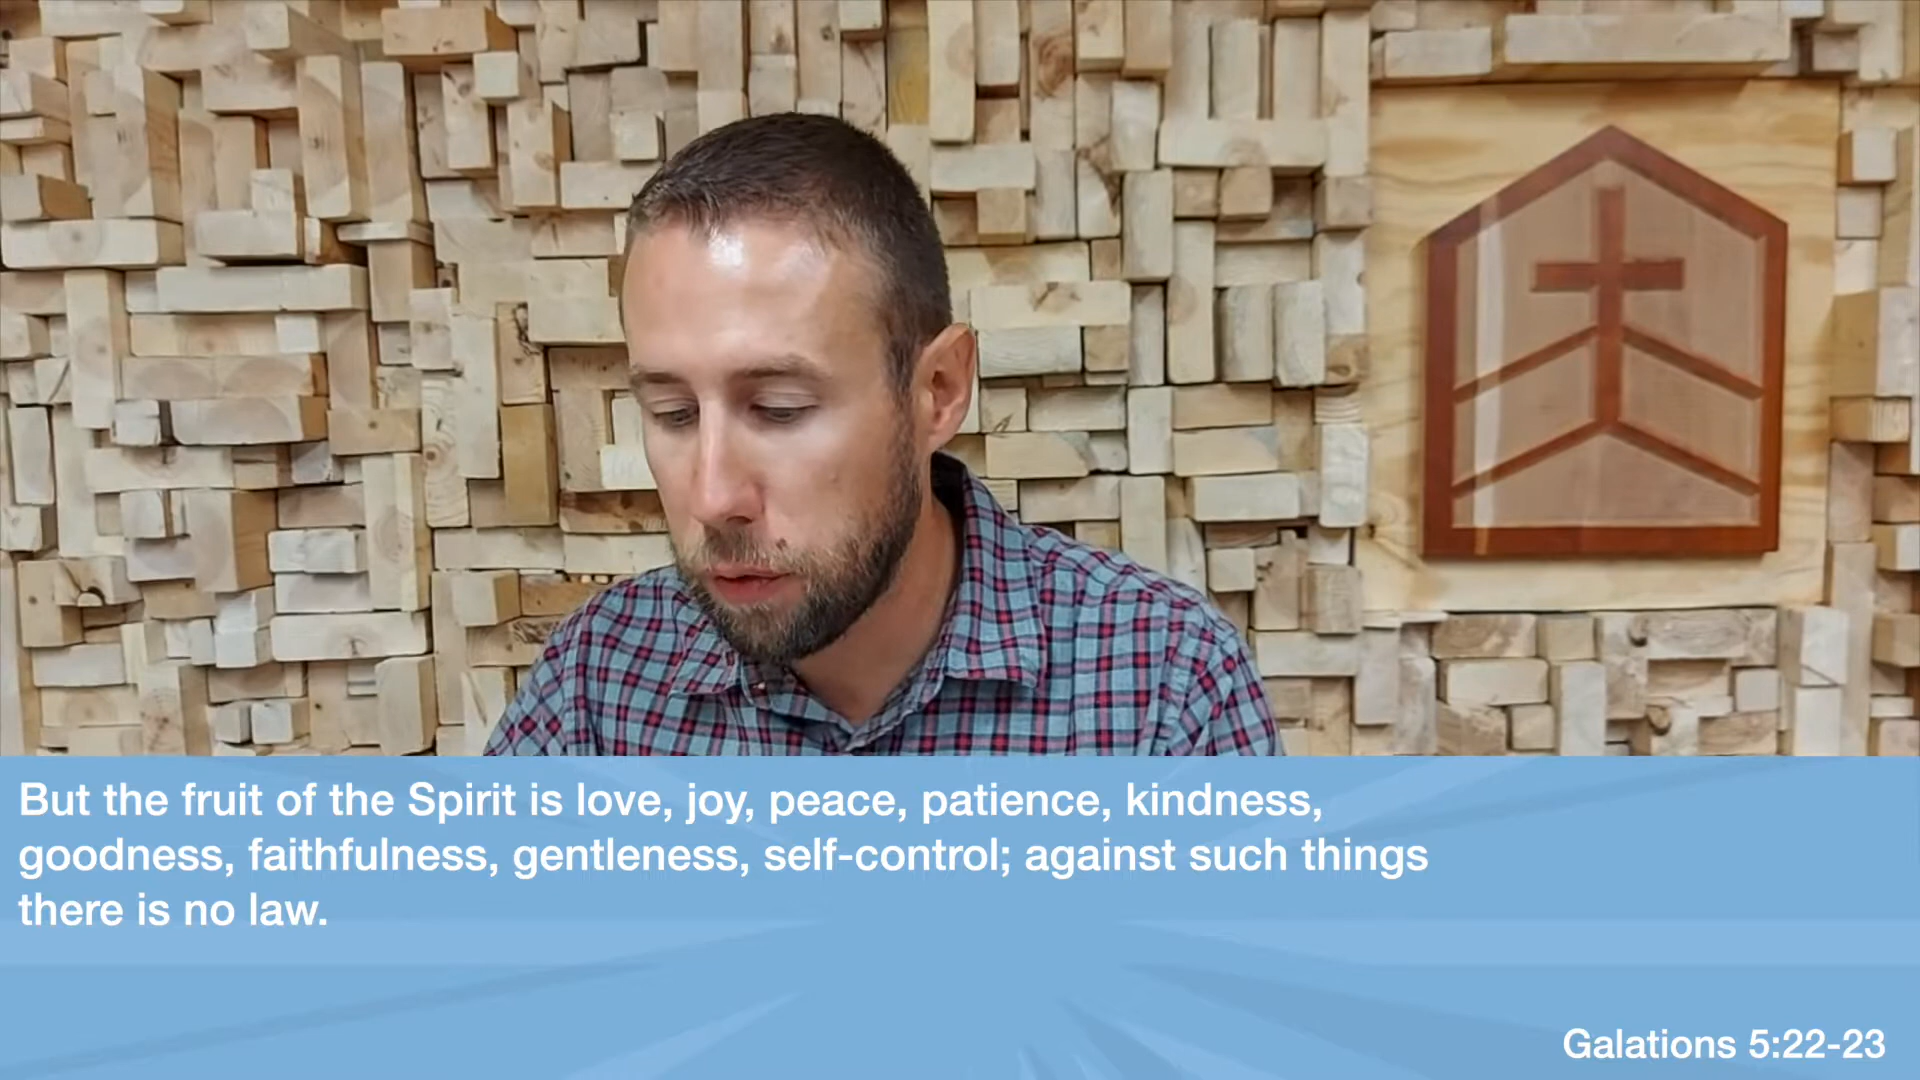 But the fruit of the Spirit is love, joy, peace, patience, kindness,
goodness, faithfulness, gentleness, self-control; against such things
there is no law.
Galations 5:22-23